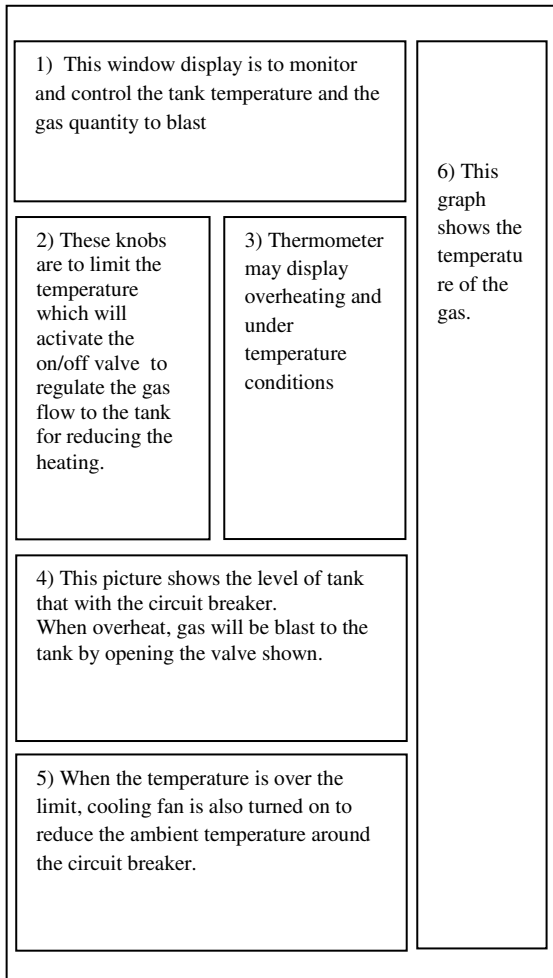 1)  This window display is to monitor
and control the tank temperature and the
gas quantity to blast
2) These knobs
are to limit the
temperature
which will
activate the
on/off valve  to
regulate the gas
flow to the tank
for reducing the
heating.
3) Thermometer
may display
overheating and
under
temperature
conditions
4) This picture shows the level of tank
that with the circuit breaker.
When overheat, gas will be blast to the
tank by opening the valve shown.
5) When the temperature is over the
limit, cooling fan is also turned on to
reduce the ambient temperature around
the circuit breaker.
6) This
graph
shows the
temperatu
re of the
gas.